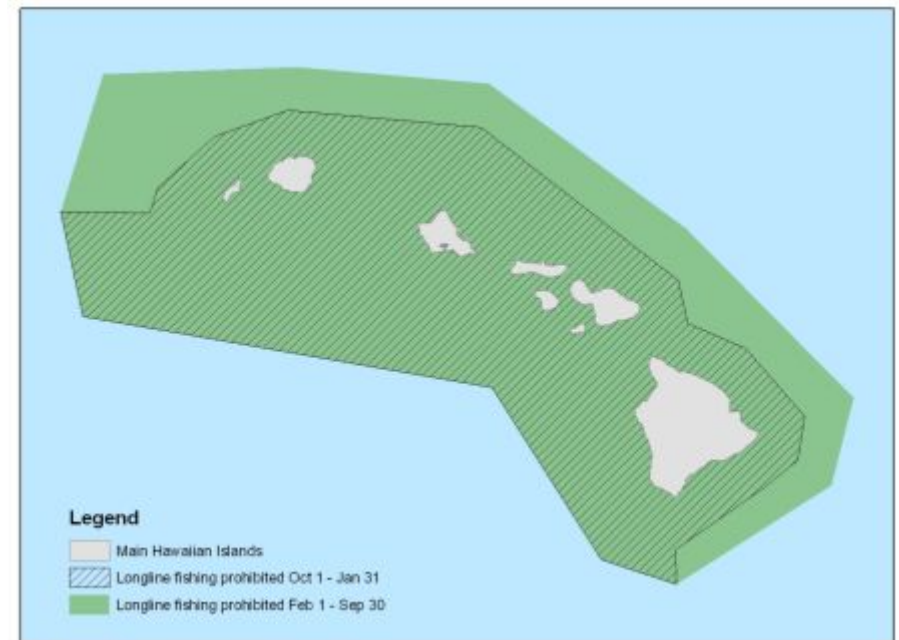 Legend
Main Hawaiian Islands
Longline fishing prohibited Oct 1 - Jan 31
Longline fishing prohibited Feb 1 - Sep 30